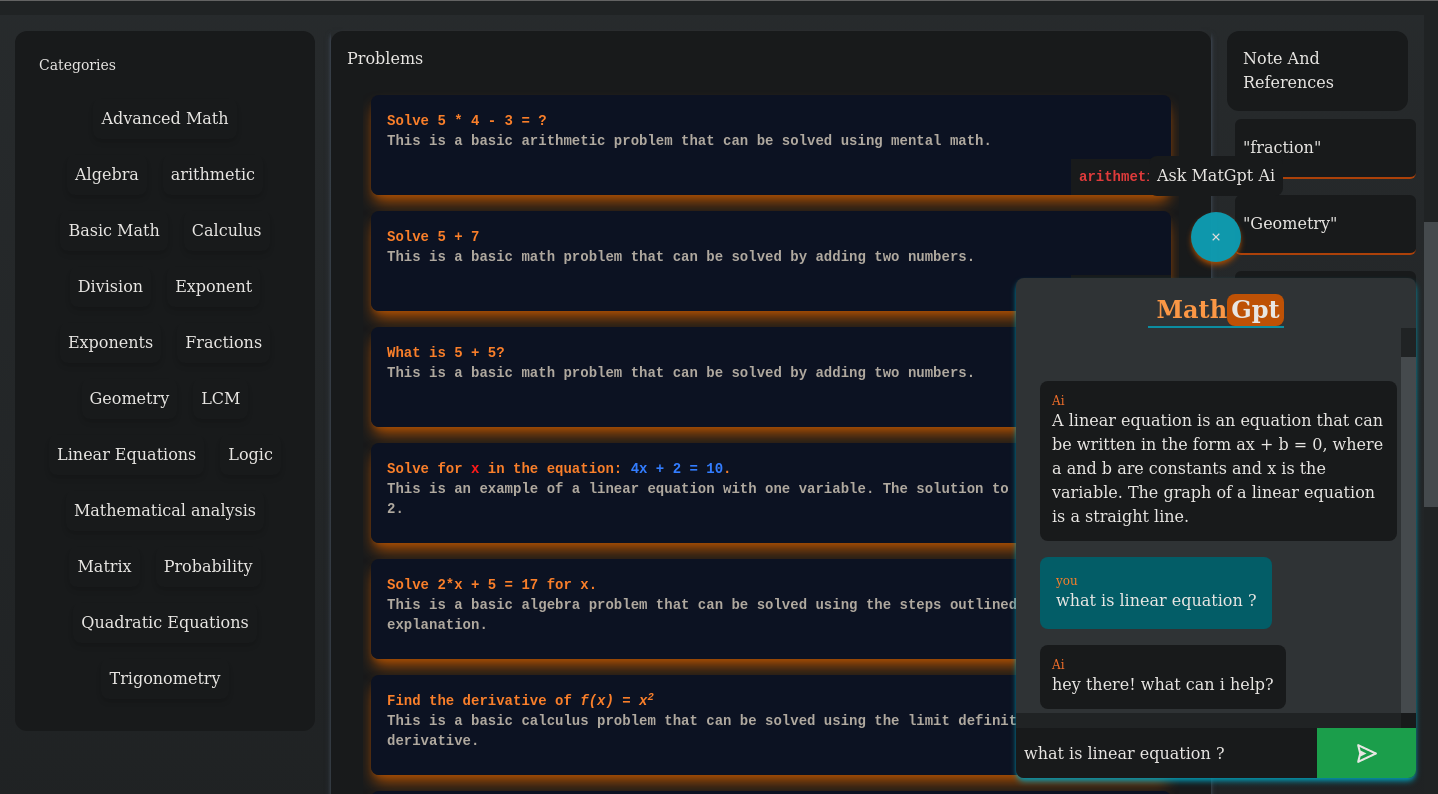 Categories
Advanced Math
Algebra arithmetic
Basic Math Calculus
Division Exponent
Exponents Fractions
Geometry LCM
Linear Equations Logic
Mathematical analysis
Matrix Probability
Quadratic Equations
Trigonometry
Problems
Solve 5 * 4 - 3 = ?
This is a basic arithmetic problem that can be solved using mental math.
Solve 5 + 7
This is a basic math problem that can be solved by adding two numbers.
What is 5 + 5?
This is a basic math problem that can be solved by adding two numbers.
Solve for x in the equation: 4x + 2 = 10.
This is an example of a linear equation with one variable. The solution to
2.
Solve 2*x + 5 = 17 for x.
This is a basic algebra problem that can be solved using the steps outlined
explanation.
Find the derivative of f(x) = x²
This is a basic calculus problem that can be solved using the limit definit
derivative.
Note And
References
"fraction"
"Geometry"
arithmet
Ask MatGpt Ai
×
MathGpt
Ai
A linear equation is an equation that can
be written in the form ax + b = 0, where
a and b are constants and x is the
variable. The graph of a linear equation
is a straight line.
you
what is linear equation ?
Ai
hey there! what can i help?
what is linear equation ?